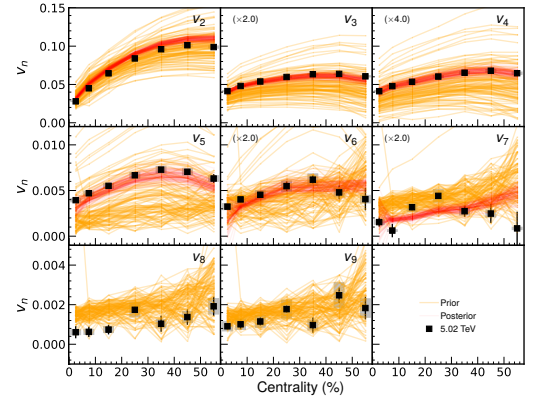 0.15
0.10
0.05
0.00
vn
v2
(×2.0)
v3
(×4.0)
v4
0.010
0.005
0.000
vn
v5
(×2.0)
v6
(×2.0)
v7
0.004
0.002
0.000
vn
v8
v9
Prior
Posterior
5.02 TeV
0 10 20 30 40 50
0 10 20 30 40 50
0 10 20 30 40 50
Centrality (%)